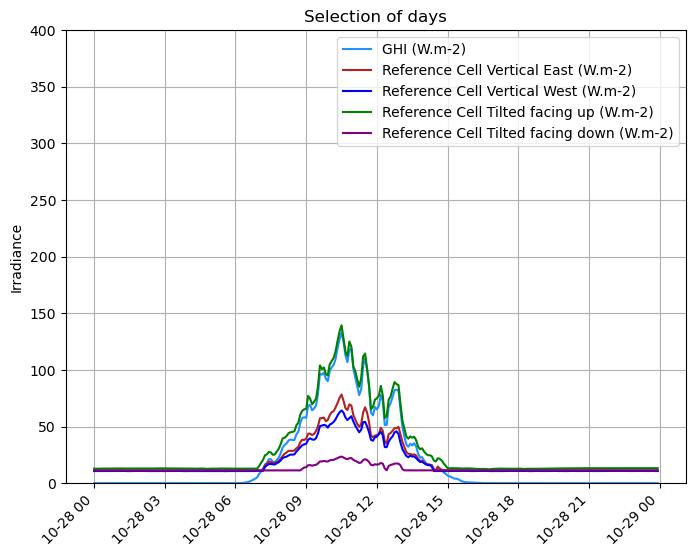 Selection of days
GHI (W.m-2)
Reference Cell Vertical East (W.m-2)
Reference Cell Vertical West (W.m-2)
Reference Cell Tilted facing up (W.m-2)
Reference Cell Tilted facing down (W.m-2)
Irradiance
400
350
300
250
200
150
100
50
0
10-28 00
10-28 03
10-28 06
10-28 09
10-28 12
10-28 15
10-28 18
10-28 21
10-29 00